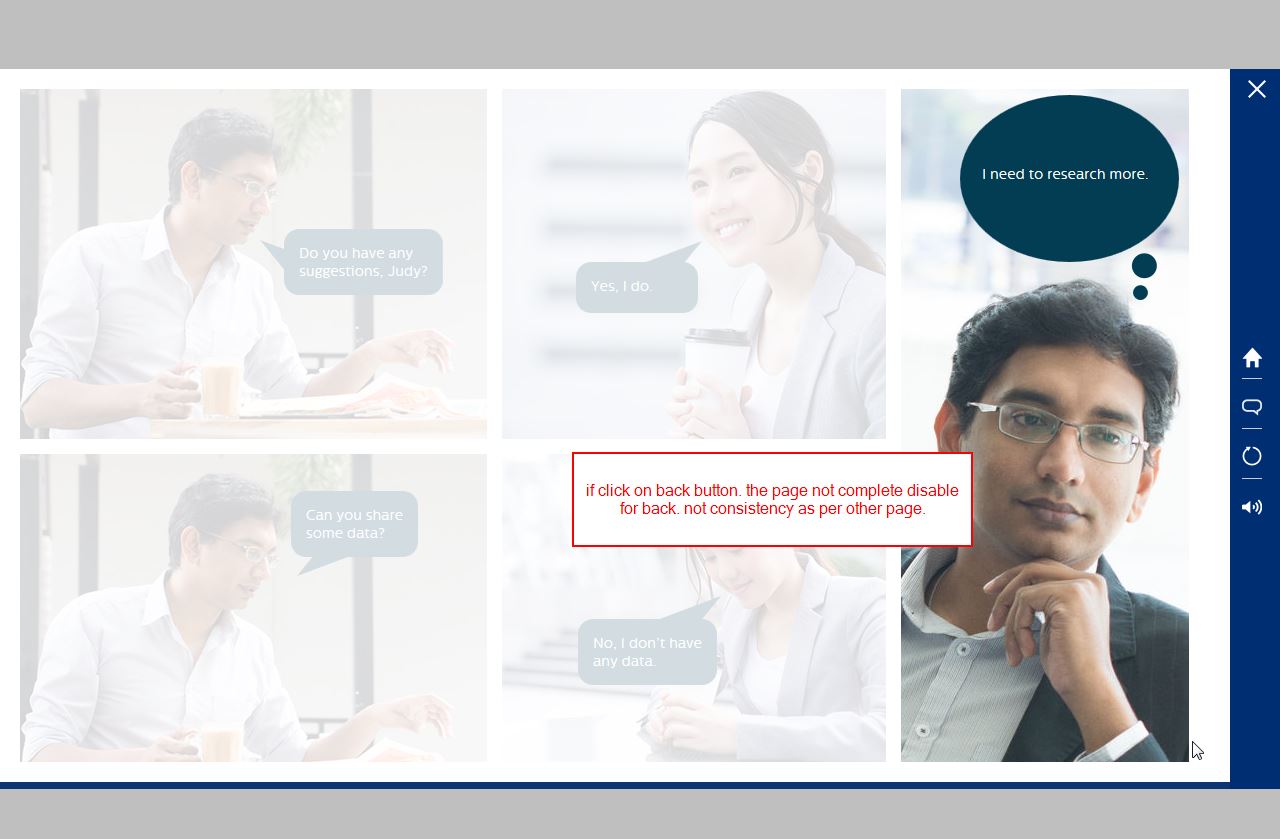 Do you have any
suggestions, Judy?
Yes, I do.
I need to research more.
Can you share
some data?
if click on back button. the page not complete disable
for back. not consistency as per other page.
No, I don't have
any data.